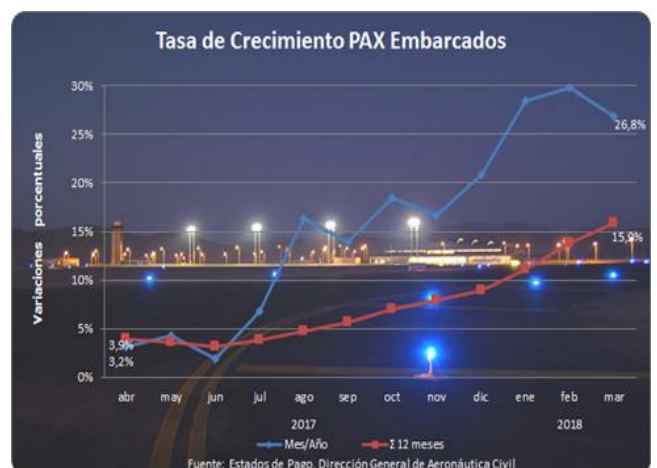 Tasa de Crecimiento PAX Embarcados
Variaciones porcentuales
30%
25%
20%
15%
10%
5%
0%
26,8%
15,9%
3,9%
3,2%
abr may jun jul ago sep oct nov dic ene feb mar
2017 2018
Mes/Año Σ 12 meses
Fuente: Estados de Pago, Dirección General de Aeronáutica Civil